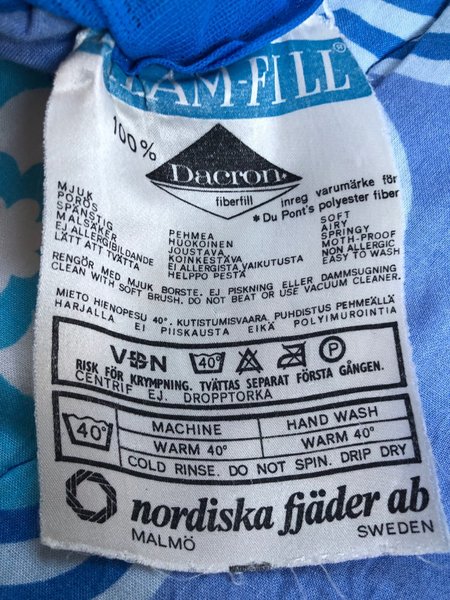 AM-FILL®
100%
Dacron*
fiberfill
inreg varumärke för
*Du Pont's polyester fiber
MJUK
PORÖS
SPÄNSTIG
MALSÄKER
EJ ALLERGIBILDANDE
LÄTT ATT TVÄTTA
PEHMEÄ
HUOKOINEN
JOUSTAVA
KOINKESTÄVÄ
EI ALLERGISTA VAIKUTUSTA
HELPPO PESTÄ
SOFT
AIRY
SPRINGY
MOTH-PROOF
NON ALLERGIC
EASY TO WASH
RENGÖR MED MJUK BORSTE. EJ PISKNING ELLER DAMMSUGNING
CLEAN WITH SOFT BRUSH. DO NOT BEAT OR USE VACUUM CLEANER.
MIETO HIENOPESU 40°. KUTISTUMISVAARA. PUHDISTUS PEHMEÄLLÄ
HARJALLA EI PIISKAUSTA EIKÄ POLYIMUROINTIA
VDN 40° P
RISK FÖR KRYMPNING. TVÄTTAS SEPARAT FÖRSTA GÅNGEN.
CENTRIF EJ. DROPPTORKA
40°
MACHINE HAND WASH
WARM 40° WARM 40°
COLD RINSE. DO NOT SPIN. DRIP DRY
nordiska fjäder ab
MALMÖ SWEDEN